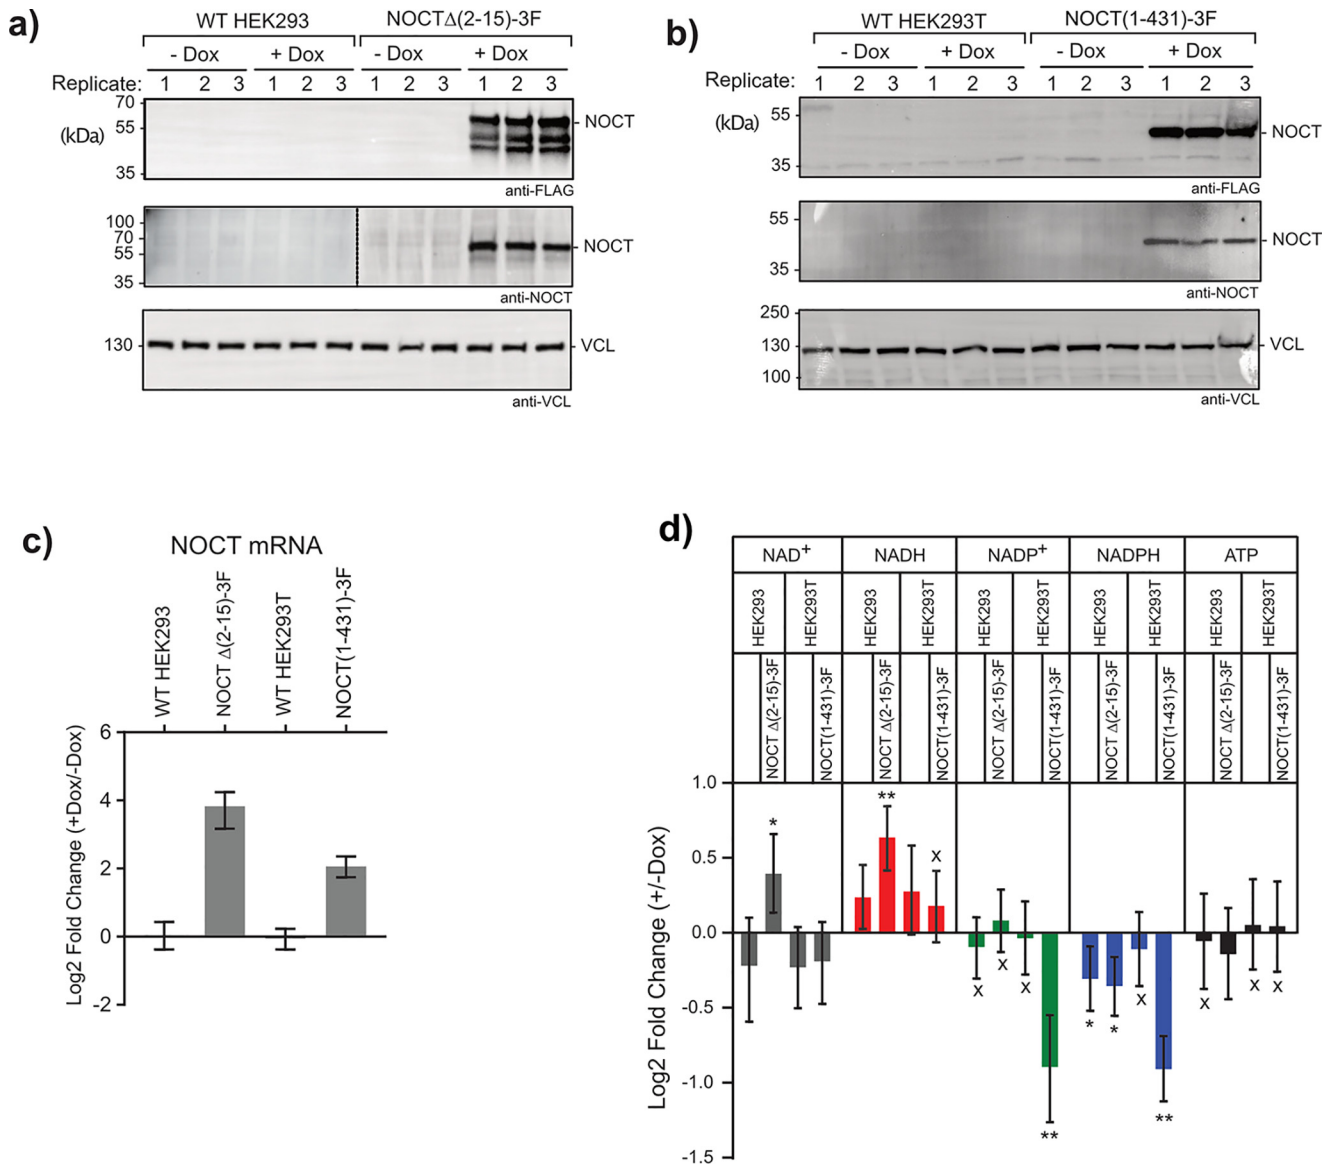 a)
WT HEK293 NOCTΔ(2-15)-3F
- Dox + Dox - Dox + Dox
Replicate: 1 2 3 1 2 3 1 2 3 1 2 3
70
(kDa)
55
35
NOCT
anti-FLAG
100
70
55
35
NOCT
anti-NOCT
130
VCL
anti-VCL
b)
WT HEK293T NOCT(1-431)-3F
- Dox + Dox - Dox + Dox
Replicate: 1 2 3 1 2 3 1 2 3 1 2 3
(kDa)
55
35
NOCT
anti-FLAG
55
35
NOCT
anti-NOCT
250
130
100
VCL
anti-VCL
c)
NOCT mRNA
WT HEK293
NOCT Δ(2-15)-3F
WT HEK293T
NOCT(1-431)-3F
Log2 Fold Change (+Dox/-Dox)
6
4
2
0
-2
d)
NAD+ NADH NADP+ NADPH ATP
HEK293 HEK293T HEK293 HEK293T HEK293 HEK293T HEK293 HEK293T HEK293 HEK293T
NOCT Δ(2-15)-3F NOCT(1-431)-3F NOCT Δ(2-15)-3F NOCT(1-431)-3F NOCT Δ(2-15)-3F NOCT(1-431)-3F NOCT Δ(2-15)-3F NOCT(1-431)-3F NOCT Δ(2-15)-3F NOCT(1-431)-3F
Log2 Fold Change (+/-Dox)
1.0
0.5
0.0
-0.5
-1.0
-1.5
* ** x
x x x ** * * x ** x x x